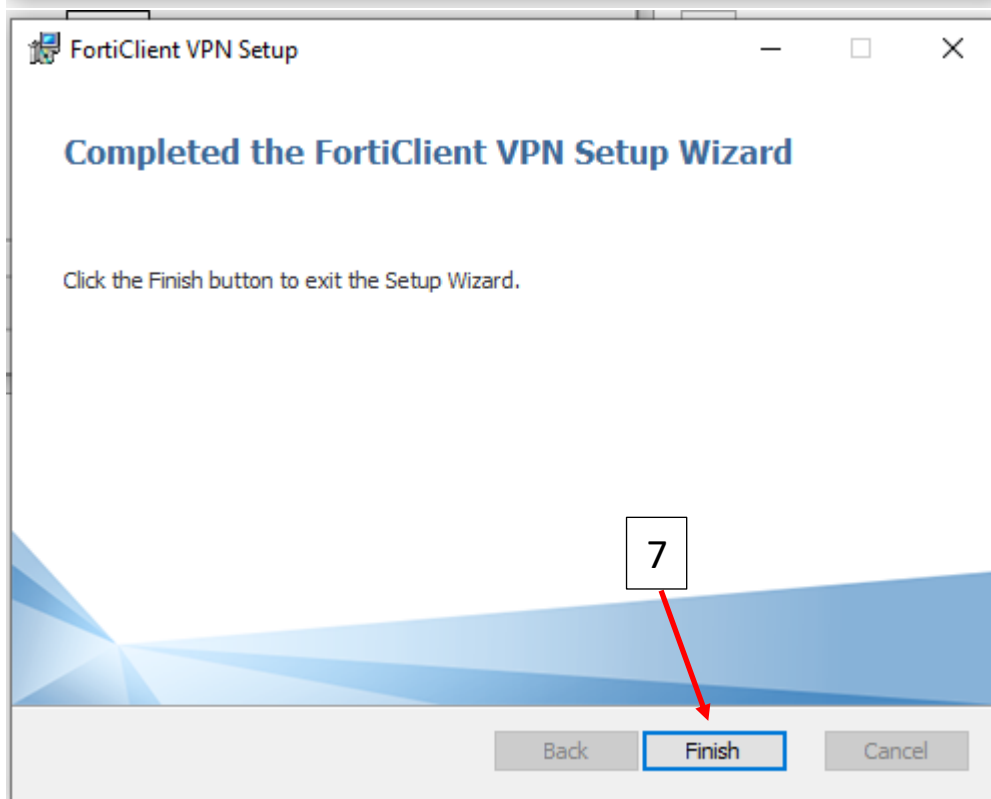 FortiClient VPN Setup
Completed the FortiClient VPN Setup Wizard
Click the Finish button to exit the Setup Wizard.
7
Back Finish Cancel